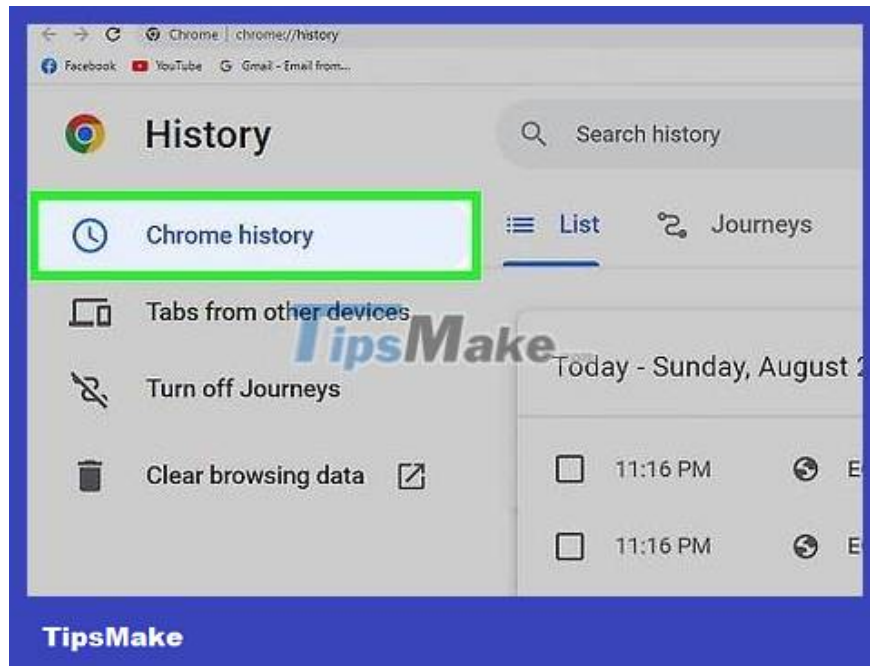 Chrome | chrome://history
Facebook YouTube Gmail - Email from...
History
Search history
Chrome history
List Journeys
Tabs from other devices
TipsMake
Today - Sunday, August 2
Turn off Journeys
Clear browsing data
11:16 PM E
11:16 PM E
TipsMake